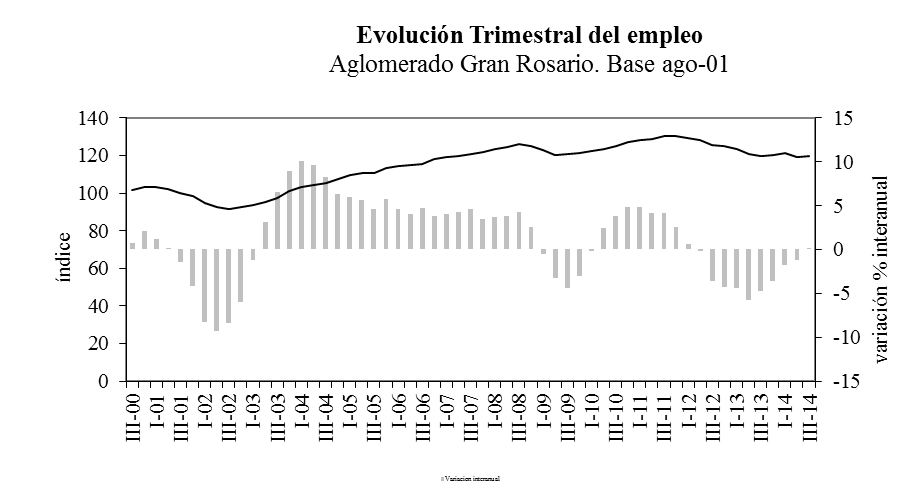 Evolución Trimestral del empleo
Aglomerado Gran Rosario. Base ago-01
140
120
100
80
60
40
20
0
índice
15
10
5
0
-5
-10
-15
variación % interanual
III-00
I-01
III-01
I-02
III-02
I-03
III-03
I-04
III-04
I-05
III-05
I-06
III-06
I-07
III-07
I-08
III-08
I-09
III-09
I-10
III-10
I-11
III-11
I-12
III-12
I-13
III-13
I-14
III-14
Variacion interanual